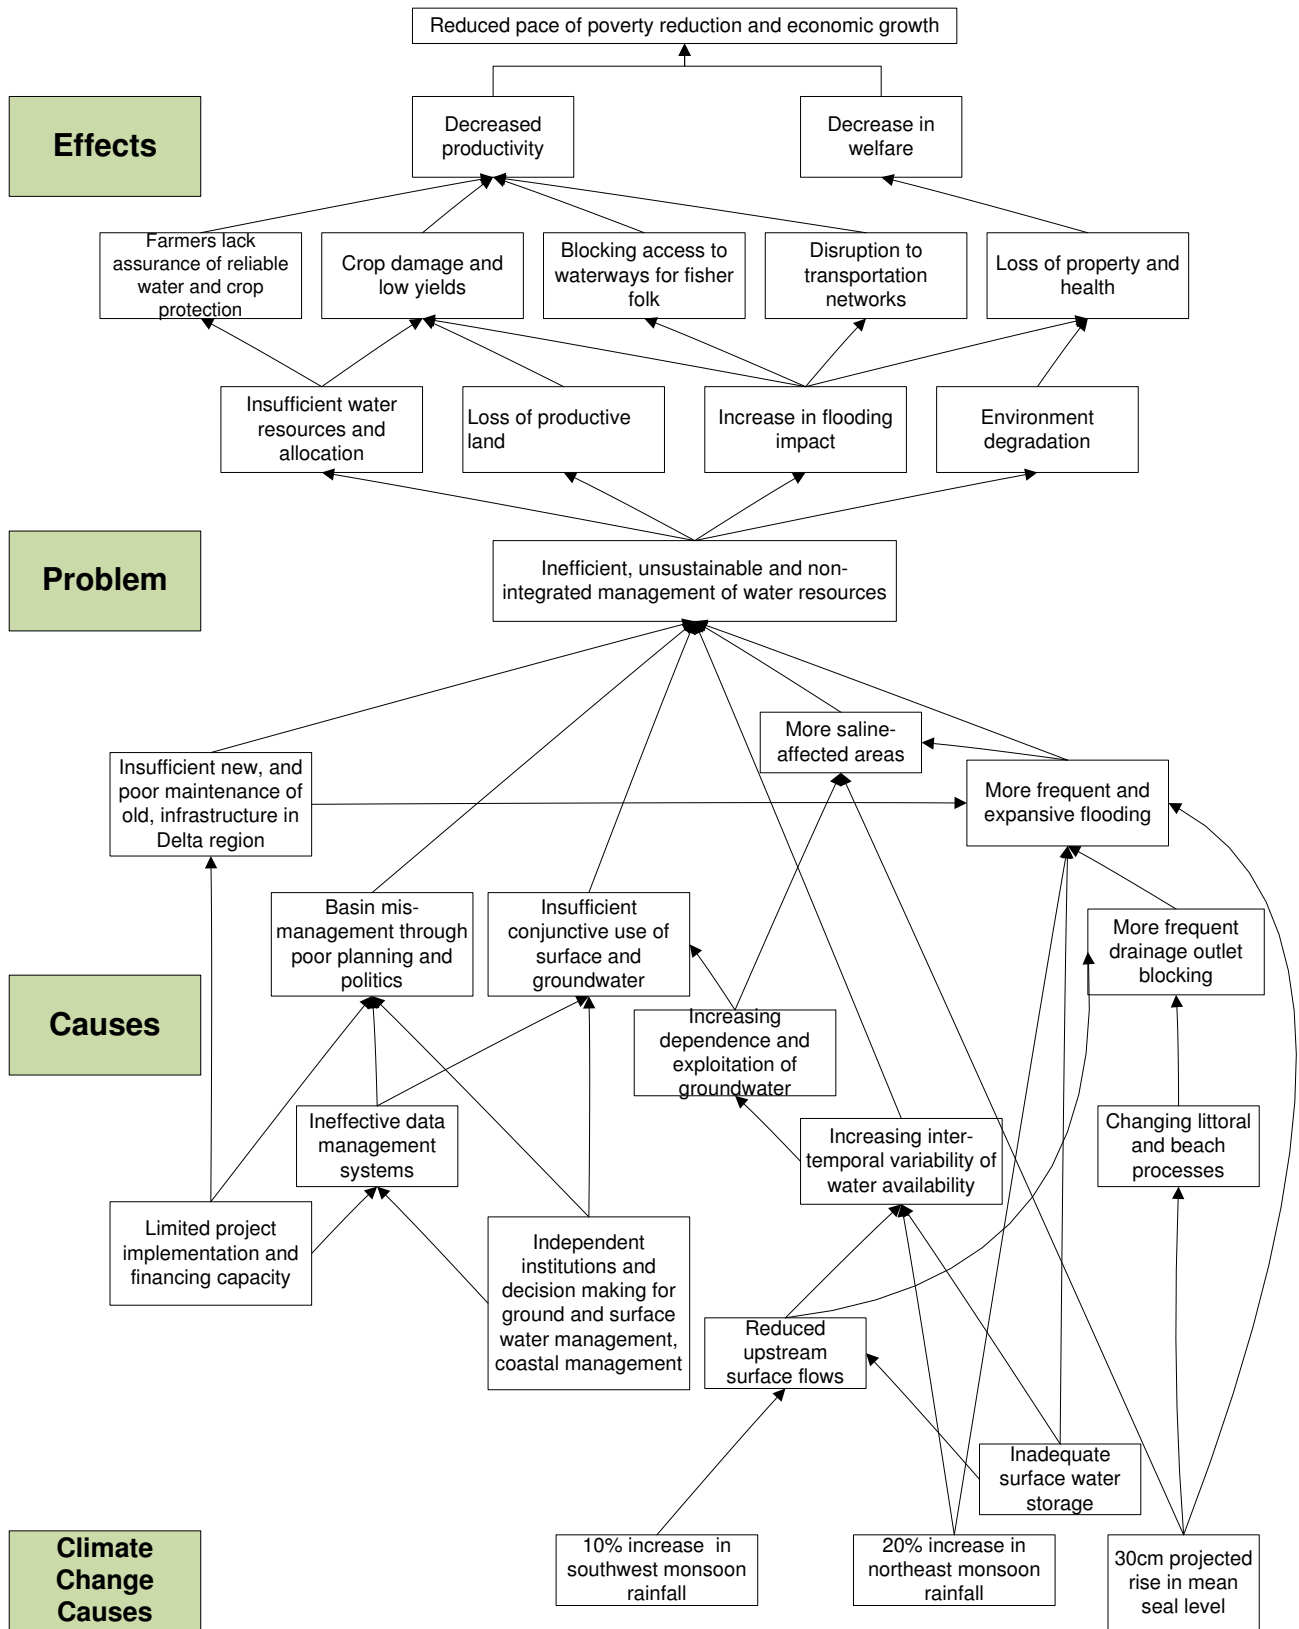 Reduced pace of poverty reduction and economic growth
Effects
Decreased
productivity
Decrease in
welfare
Farmers lack
assurance of reliable
water and crop
protection
Crop damage and
low yields
Blocking access to
waterways for fisher
folk
Disruption to
transportation
networks
Loss of property and
health
Insufficient water
resources and
allocation
Loss of productive
land
Increase in flooding
impact
Environment
degradation
Problem
Inefficient, unsustainable and non-
integrated management of water resources
More saline-
affected areas
Insufficient new, and
poor maintenance of
old, infrastructure in
Delta region
More frequent and
expansive flooding
Basin mis-
management through
poor planning and
politics
Insufficient
conjunctive use of
surface and
groundwater
More frequent
drainage outlet
blocking
Causes
Increasing
dependence and
exploitation of
groundwater
Ineffective data
management
systems
Increasing inter-
temporal variability of
water availability
Changing littoral
and beach
processes
Limited project
implementation and
financing capacity
Independent
institutions and
decision making for
ground and surface
water management,
coastal management
Reduced
upstream
surface flows
Inadequate
surface water
storage
Climate
Change
Causes
10% increase in
southwest monsoon
rainfall
20% increase in
northeast monsoon
rainfall
30cm projected
rise in mean
seal level